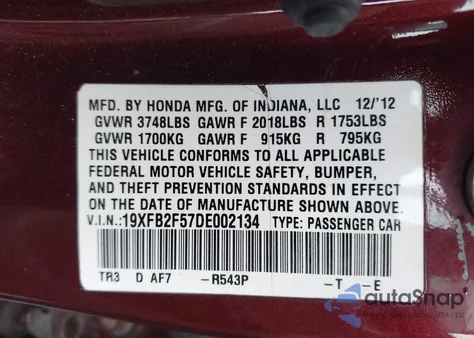 MFD. BY HONDA MFG. OF INDIANA, LLC 12/'12
GVWR 3748LBS GAWR F 2018LBS R 1753LBS
GVWR 1700KG GAWR F 915KG R 795KG
THIS VEHICLE CONFORMS TO ALL APPLICABLE
FEDERAL MOTOR VEHICLE SAFETY, BUMPER,
AND THEFT PREVENTION STANDARDS IN EFFECT
ON THE DATE OF MANUFACTURE SHOWN ABOVE.
V.I.N.: 19XFB2F57DE002134 TYPE: PASSENGER CAR
TR3 D AF7 -R543P -T -E
autoSnap